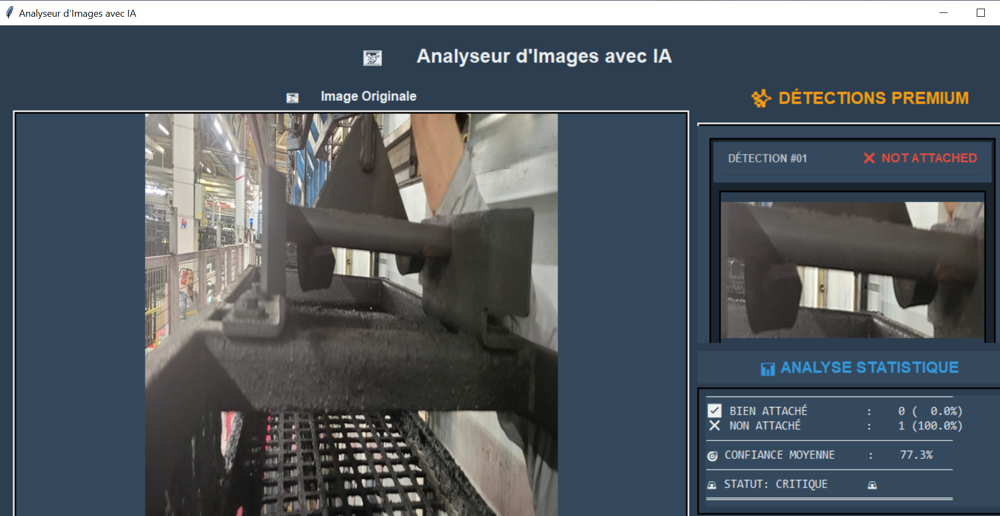 Analyseur d'Images avec IA
Analyseur d'Images avec IA
Image Originale
DÉTECTIONS PREMIUM
DÉTECTION #01 NOT ATTACHED
ANALYSE STATISTIQUE
BIEN ATTACHÉ : 0 ( 0.0%)
NON ATTACHÉ : 1 (100.0%)
CONFIANCE MOYENNE : 77.3%
STATUT: CRITIQUE